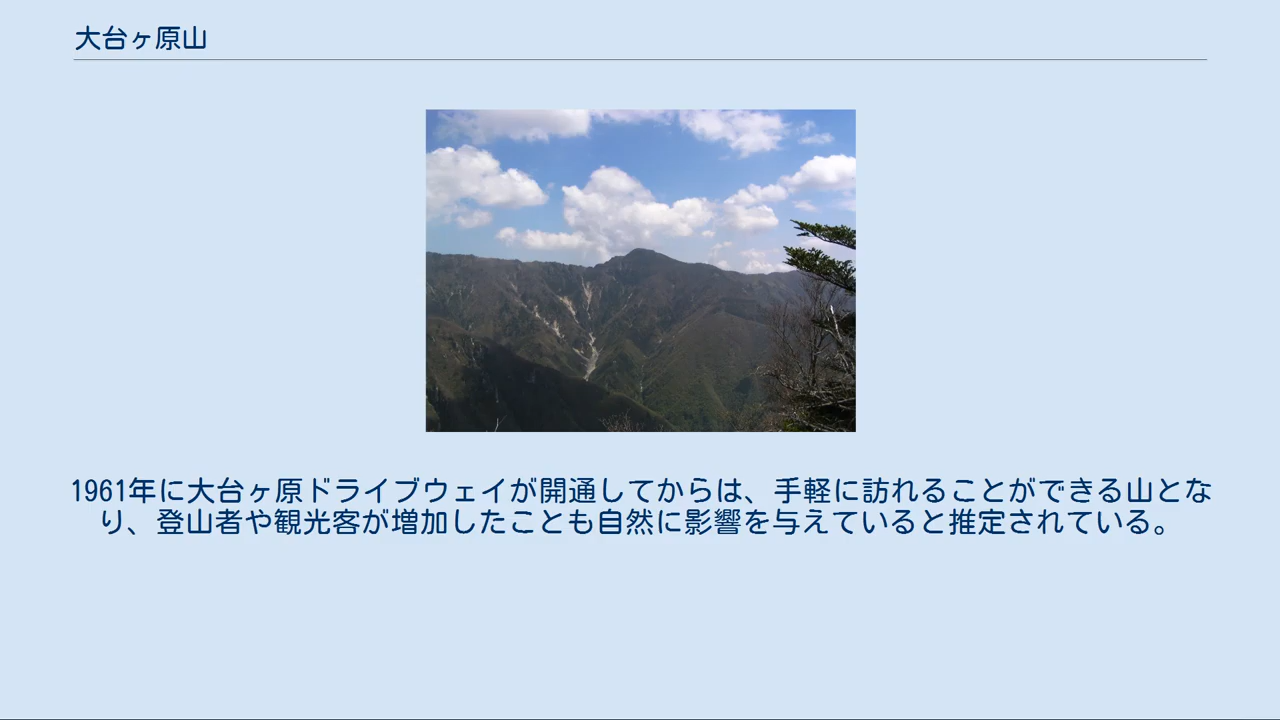 大台ヶ原山
1961年に大台ヶ原ドライブウェイが開通してからは、手軽に訪れることができる山とな
り、登山者や観光客が増加したことも自然に影響を与えていると推定されている。